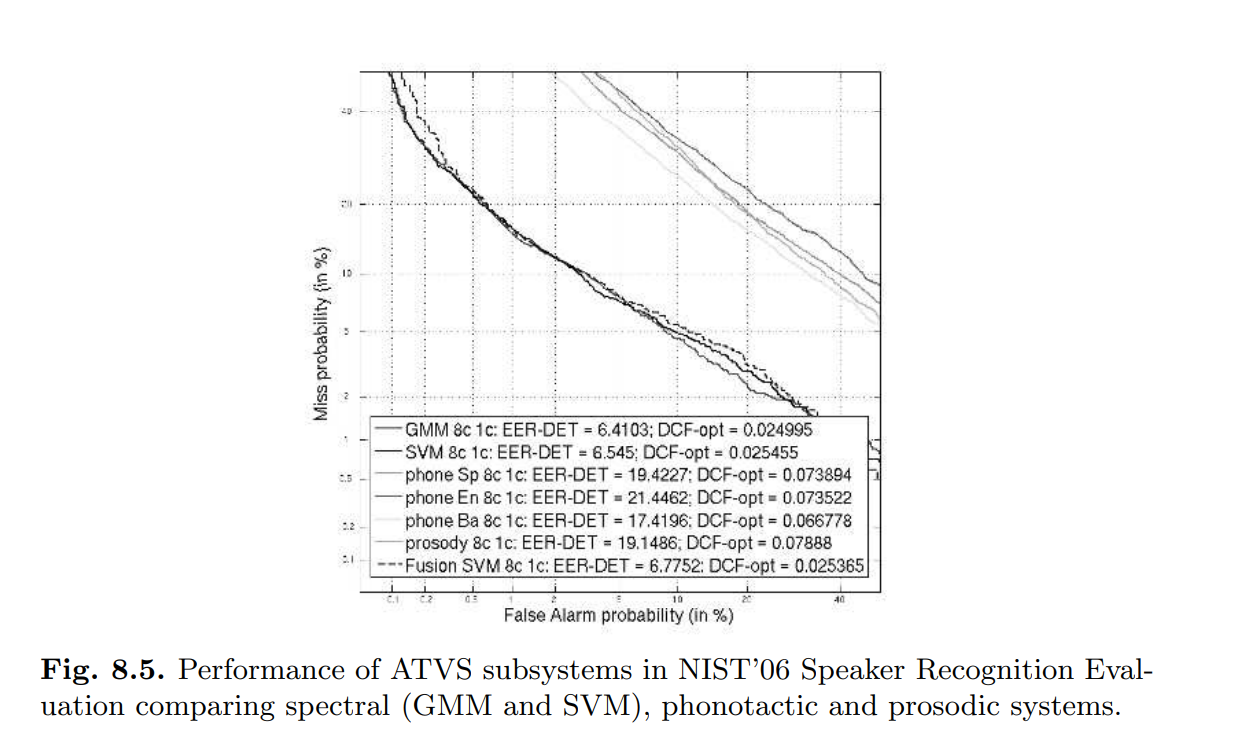 Miss probability (in %)
40
20
10
5
2
1
0.5
0.2
0.1
GMM 8c 1c: EER-DET = 6.4103; DCF-opt = 0.024995
SVM 8c 1c: EER-DET = 6.545; DCF-opt = 0.025455
phone Sp 8c 1c: EER-DET = 19.4227; DCF-opt = 0.073894
phone En 8c 1c: EER-DET = 21.4462; DCF-opt = 0.073522
phone Ba 8c 1c: EER-DET = 17.4196; DCF-opt = 0.066778
prosody 8c 1c: EER-DET = 19.1486; DCF-opt = 0.07888
Fusion SVM 8c 1c: EER-DET = 6.7752; DCF-opt = 0.025365
0.1 0.2 0.5 1 2 5 10 20 40
False Alarm probability (in %)
Fig. 8.5. Performance of ATVS subsystems in NIST'06 Speaker Recognition Eval-
uation comparing spectral (GMM and SVM), phonotactic and prosodic systems.